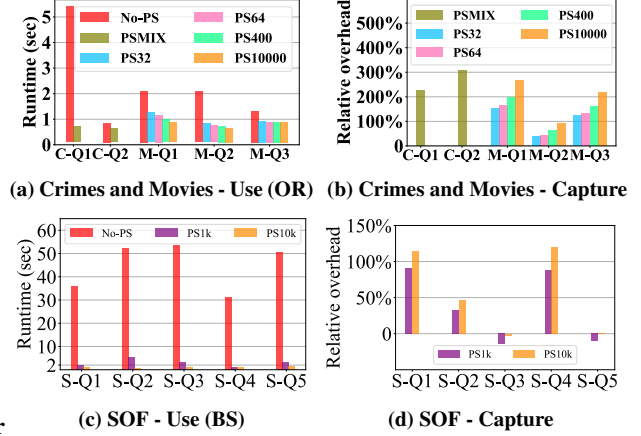 Runtime (sec)
5
4
3
2
1
0
No-PS
PSMIX
PS32
PS64
PS400
PS10000
C-Q1 C-Q2 M-Q1 M-Q2 M-Q3
Relative overhead
500%
400%
300%
200%
100%
0
PSMIX
PS32
PS64
PS400
PS10000
C-Q1 C-Q2 M-Q1 M-Q2 M-Q3
(a) Crimes and Movies - Use (OR) (b) Crimes and Movies - Capture
Runtime (sec)
60
50
40
30
20
10
2
No-PS PS1k PS10k
S-Q1 S-Q2 S-Q3 S-Q4 S-Q5
Relative overhead
150%
100%
50%
0
PS1k PS10k
S-Q1 S-Q2 S-Q3 S-Q4 S-Q5
(c) SOF - Use (BS) (d) SOF - Capture